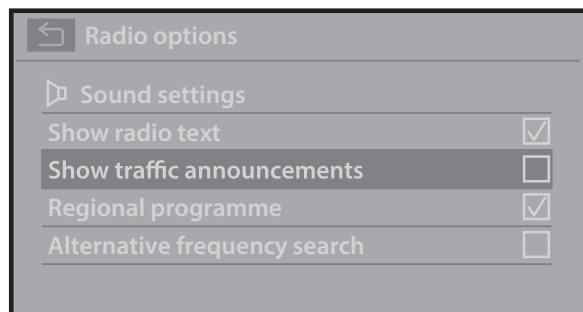 Radio options
Sound settings
Show radio text
Show traffic announcements
Regional programme
Alternative frequency search